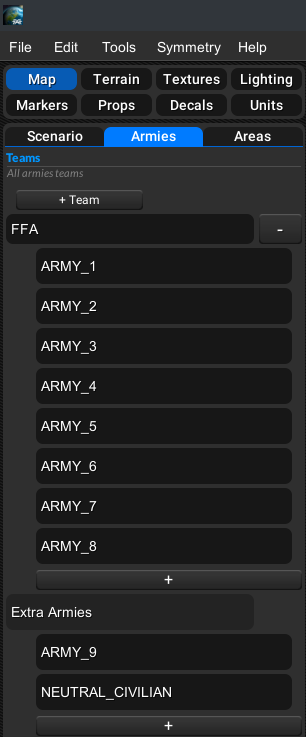 File Edit Tools Symmetry Help
Map Terrain Textures Lighting
Markers Props Decals Units
Scenario Armies Areas
Teams
All armies teams
+ Team
FFA -
ARMY_1
ARMY_2
ARMY_3
ARMY_4
ARMY_5
ARMY_6
ARMY_7
ARMY_8
+
Extra Armies
ARMY_9
NEUTRAL_CIVILIAN
+